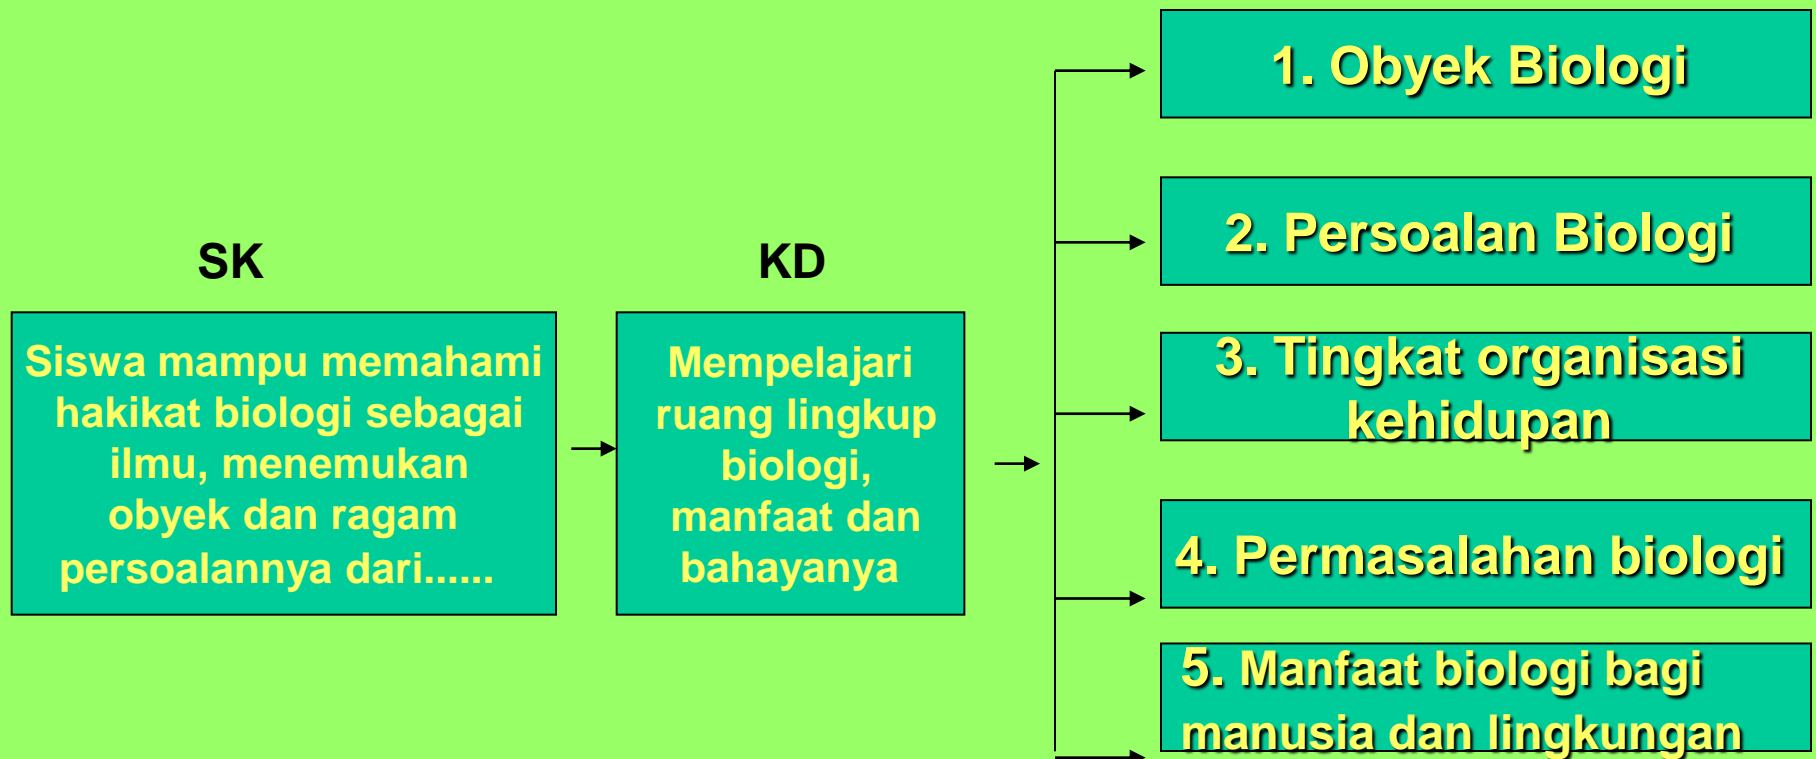 SK
Siswa mampu memahami
hakikat biologi sebagai
ilmu, menemukan
obyek dan ragam
persoalannya dari......
KD
Mempelajari
ruang lingkup
biologi,
manfaat dan
bahayanya
1. Obyek Biologi
2. Persoalan Biologi
3. Tingkat organisasi
kehidupan
4. Permasalahan biologi
5. Manfaat biologi bagi
manusia dan lingkungan